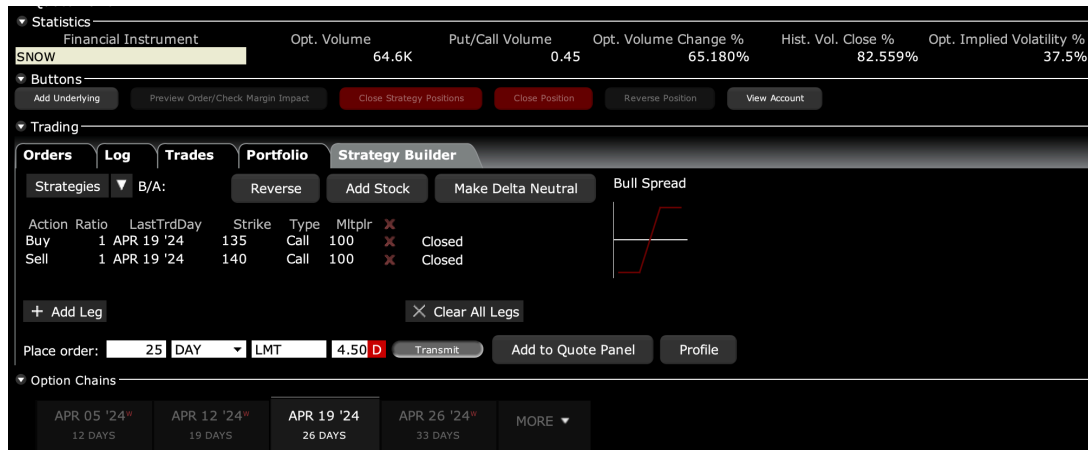 Statistics
Financial Instrument Opt. Volume Put/Call Volume Opt. Volume Change % Hist. Vol. Close % Opt. Implied Volatility %
SNOW 64.6K 0.45 65.180% 82.559% 37.5%
Buttons
Add Underlying Preview Order/Check Margin Impact Close Strategy Positions Close Position Reverse Position View Account
Trading
Orders Log Trades Portfolio Strategy Builder
Strategies ▼ B/A: Reverse Add Stock Make Delta Neutral Bull Spread
Action Ratio LastTrdDay Strike Type Mltplr X
Buy 1 APR 19 '24 135 Call 100 X Closed
Sell 1 APR 19 '24 140 Call 100 X Closed
+ Add Leg X Clear All Legs
Place order: 25 DAY LMT 4.50 D Transmit Add to Quote Panel Profile
Option Chains
APR 05 '24W APR 12 '24W APR 19 '24 APR 26 '24W MORE ▼
12 DAYS 19 DAYS 26 DAYS 33 DAYS